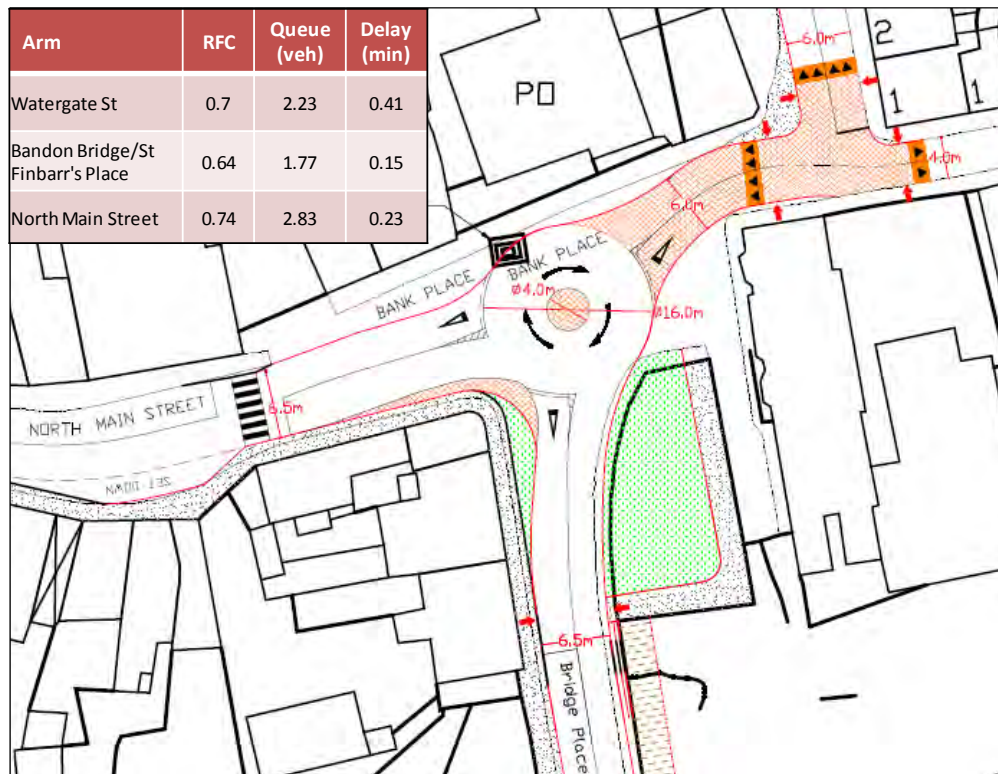 Arm RFC Queue (veh) Delay (min)
Watergate St 0.7 2.23 0.41
Bandon Bridge/St Finbarr's Place 0.64 1.77 0.15
North Main Street 0.74 2.83 0.23
6.0m
PO
2
1
1
4.0m
6.0m
BANK PLACE
BANK PLACE
Ø4.0m
Ø16.0m
NORTH MAIN STREET
6.5m
SET-DOWN
6.5m
Bridge Place